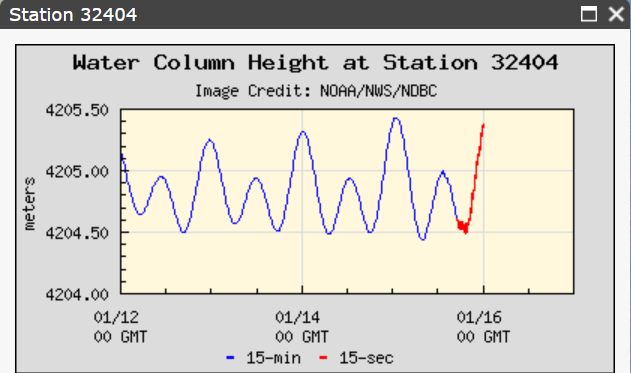 Station 32404
Water Column Height at Station 32404
Image Credit: NOAA/NWS/NDBC
4205.50
4205.00
4204.50
4204.00
meters
01/12 01/14 01/16
00 GMT 00 GMT 00 GMT
15-min 15-sec